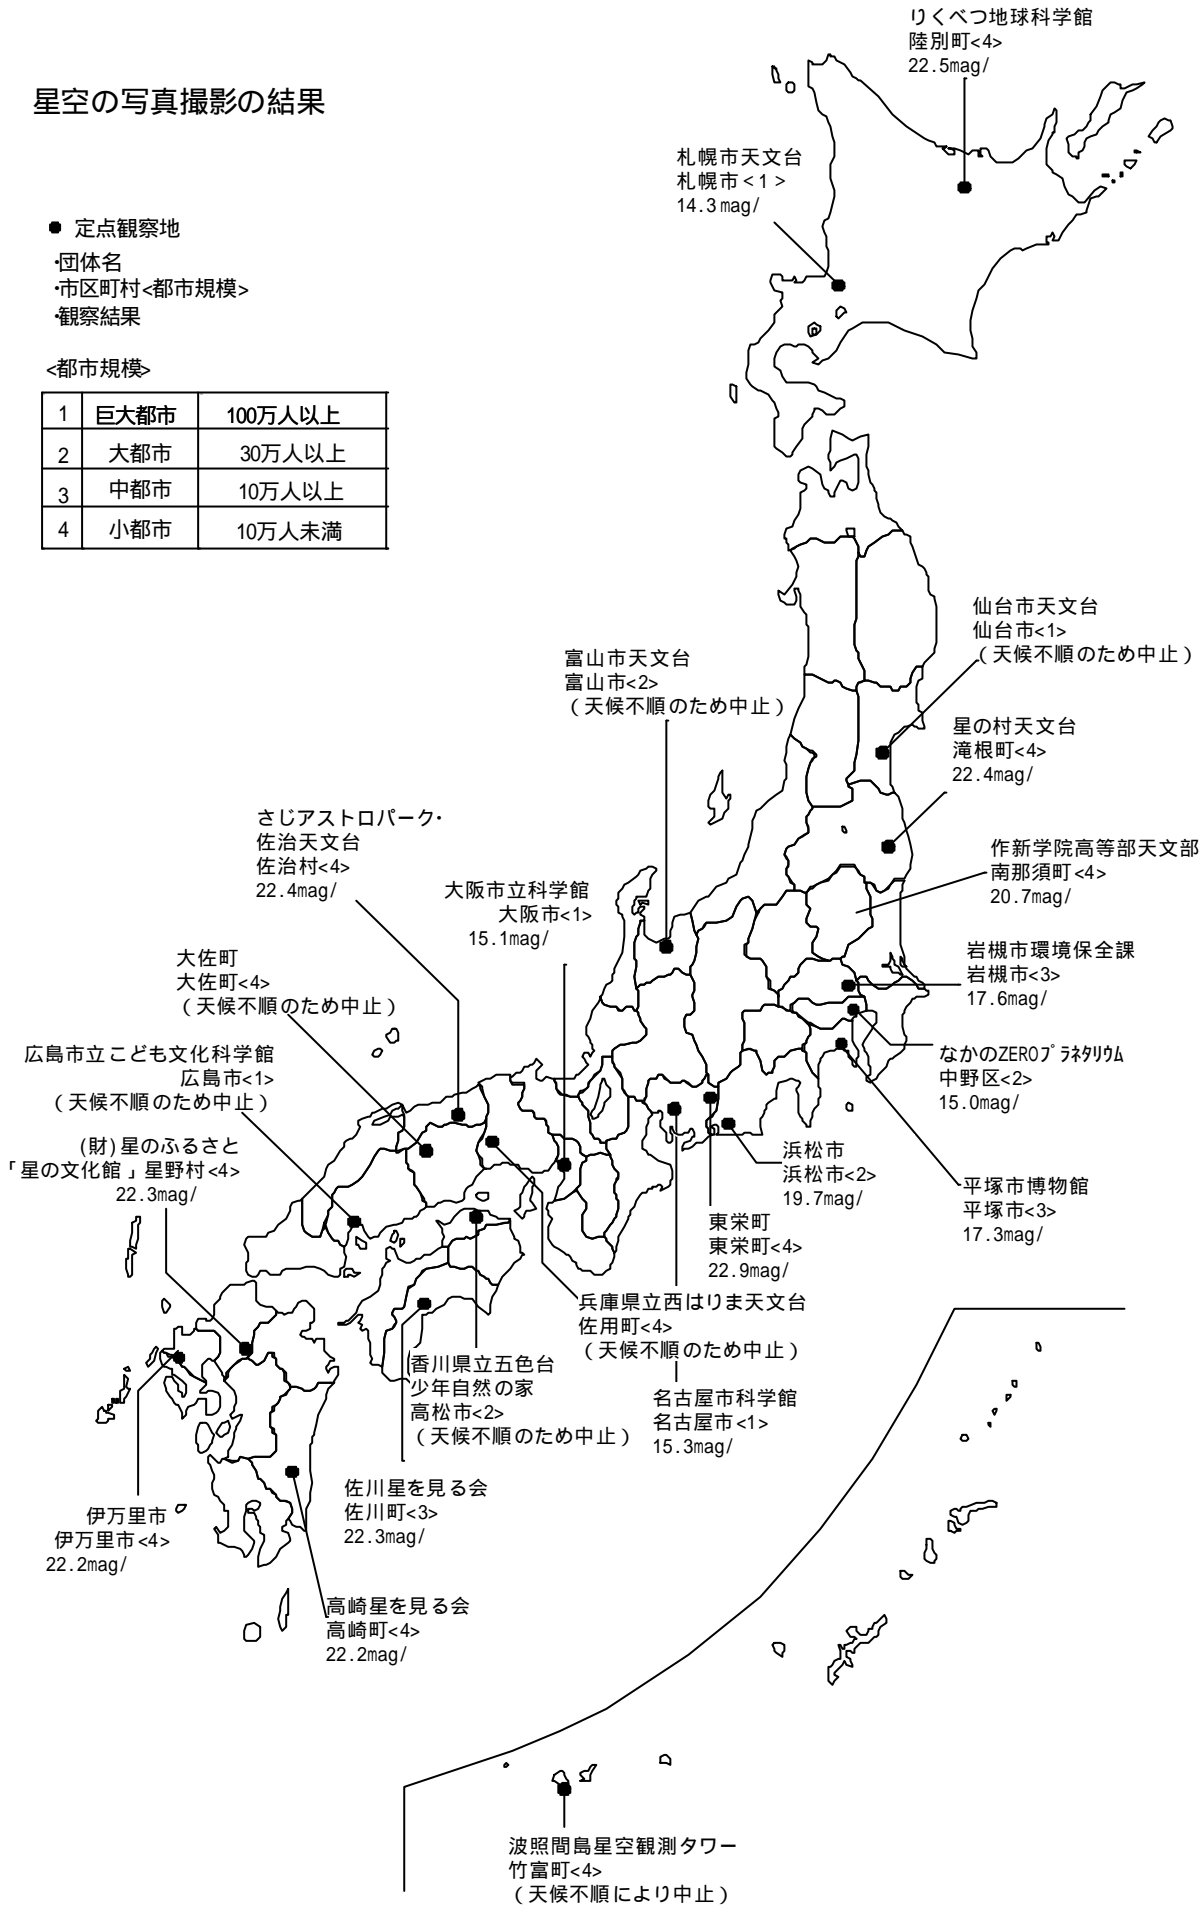 りくべつ地球科学館
陸別町<4>
22.5mag/
星空の写真撮影の結果
札幌市天文台
札幌市<1>
14.3mag/
● 定点観察地
・団体名
・市区町村<都市規模>
・観察結果
<都市規模>
1 巨大都市 100万人以上
2 大都市 30万人以上
3 中都市 10万人以上
4 小都市 10万人未満
仙台市天文台
仙台市<1>
(天候不順のため中止)
富山市天文台
富山市<2>
(天候不順のため中止)
星の村天文台
滝根町<4>
22.4mag/
さじアストロパーク・
佐治天文台
佐治村<4>
22.4mag/
作新学院高等部天文部
南那須町<4>
20.7mag/
大阪市立科学館
大阪市<1>
15.1mag/
大佐町
大佐町<4>
(天候不順のため中止)
岩槻市環境保全課
岩槻市<3>
17.6mag/
広島市立こども文化科学館
広島市<1>
(天候不順のため中止)
なかのZEROプラネタリウム
中野区<2>
15.0mag/
(財)星のふるさと
「星の文化館」星野村<4>
22.3mag/
浜松市
浜松市<2>
19.7mag/
平塚市博物館
平塚市<3>
17.3mag/
東栄町
東栄町<4>
22.9mag/
兵庫県立西はりま天文台
佐用町<4>
(天候不順のため中止)
香川県立五色台
少年自然の家
高松市<2>
(天候不順のため中止)
名古屋市科学館
名古屋市<1>
15.3mag/
佐川星を見る会
佐川町<3>
22.3mag/
伊万里市
伊万里市<4>
22.2mag/
高崎星を見る会
高崎町<4>
22.2mag/
波照間島星空観測タワー
竹富町<4>
(天候不順により中止)